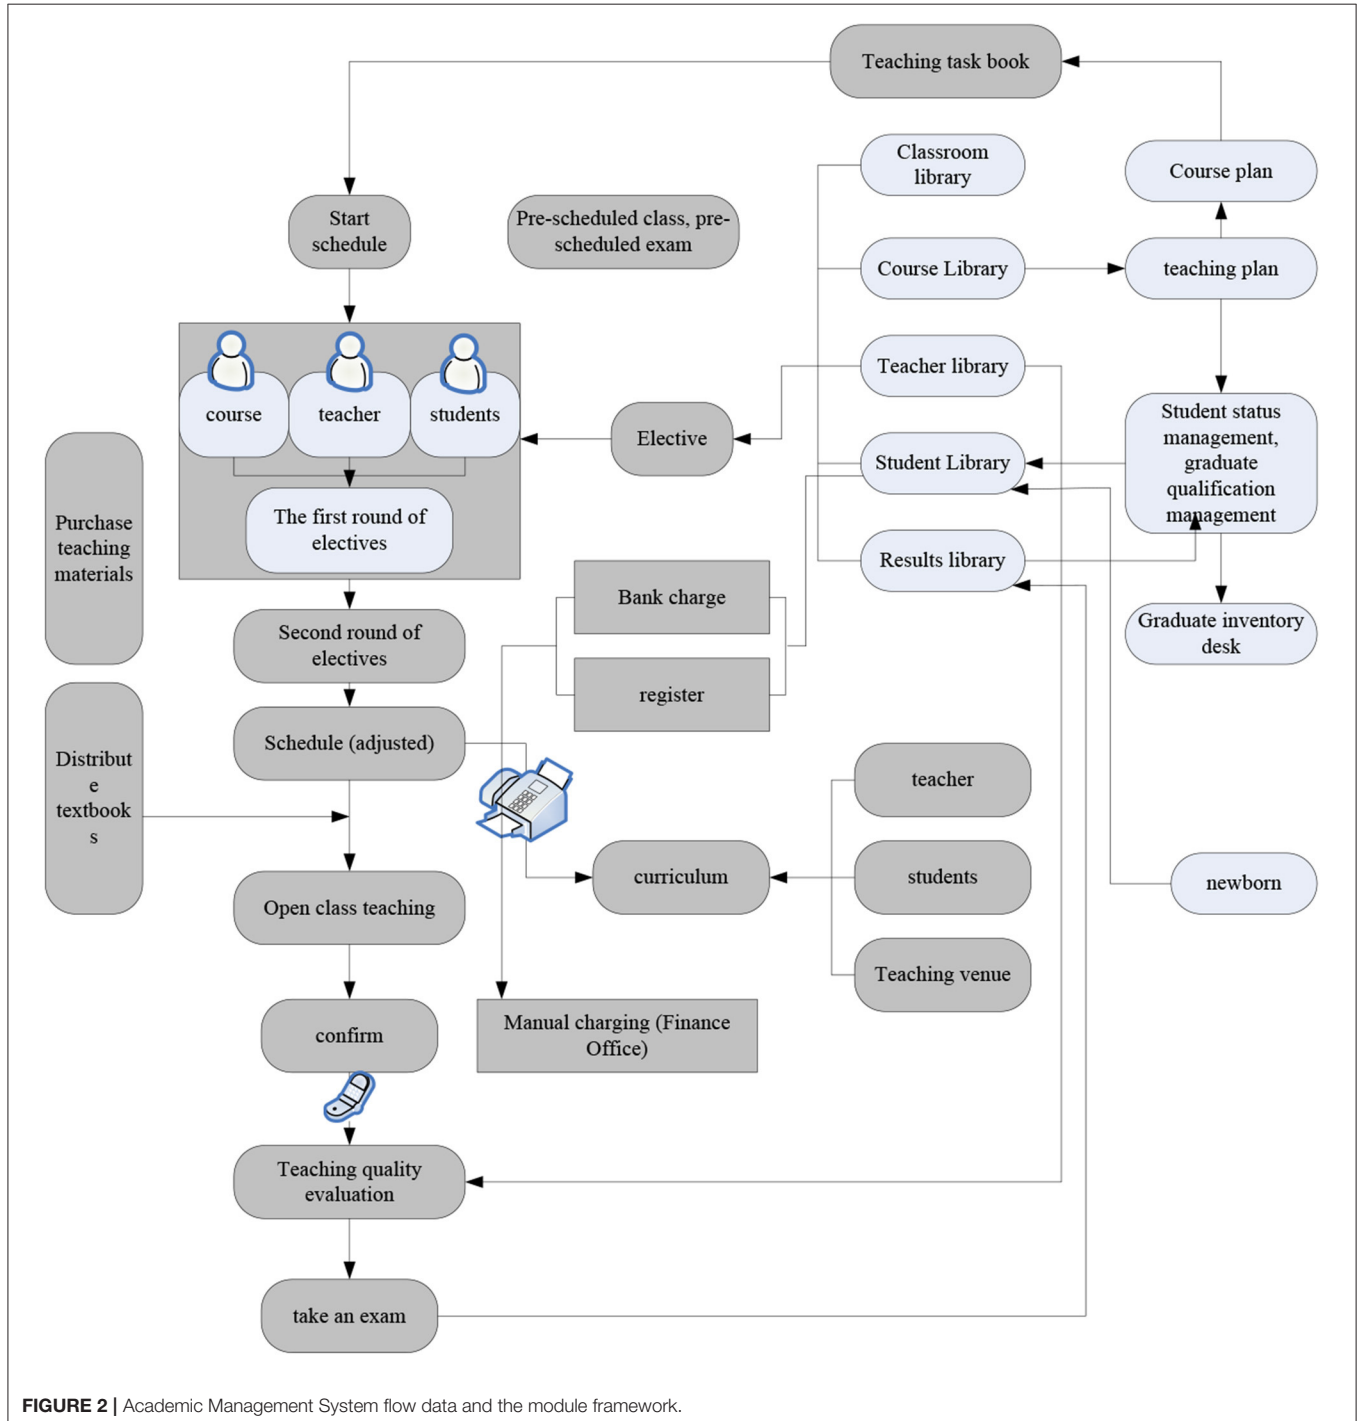 Teaching task book
Classroom
library
Course plan
Start
schedule
Pre-scheduled class, pre-
scheduled exam
Course Library
teaching plan
Teacher library
course
teacher
students
Elective
Student Library
Student status
management,
graduate
qualification
management
The first round of
electives
Purchase
teaching
materials
Results library
Bank charge
Graduate inventory
desk
Second round of
electives
register
Schedule (adjusted)
Distribut
e
textbook
s
teacher
curriculum
students
newborn
Open class teaching
Teaching venue
confirm
Manual charging (Finance
Office)
Teaching quality
evaluation
take an exam
FIGURE 2 | Academic Management System flow data and the module framework.